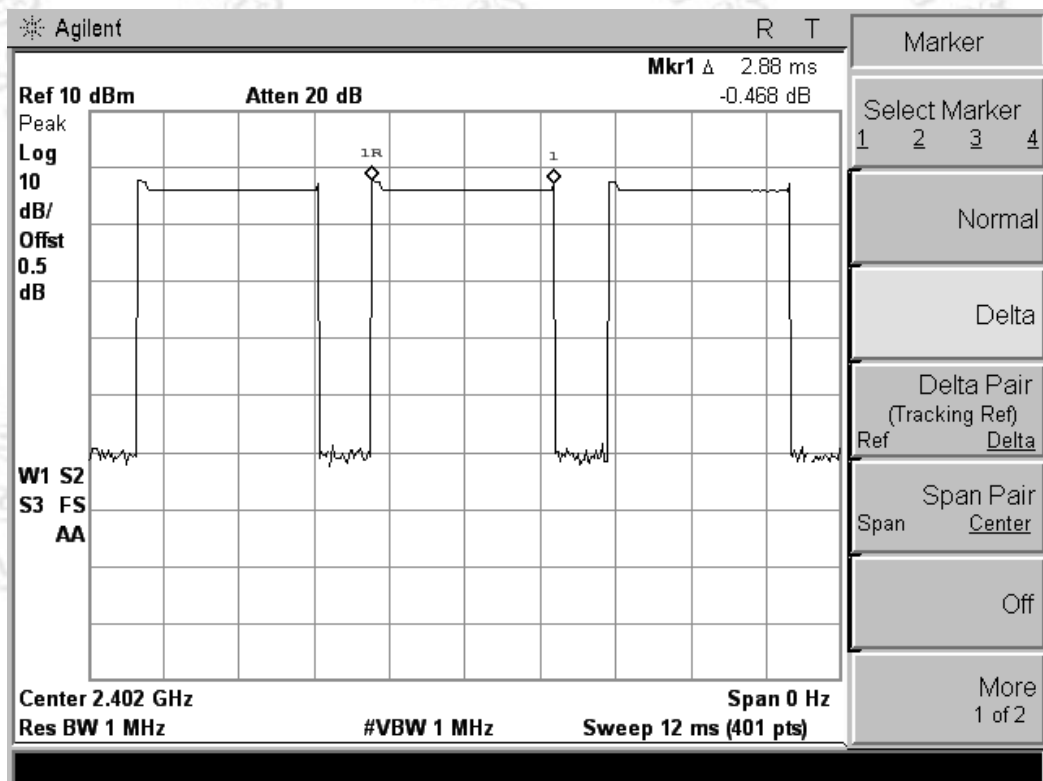 Agilent R T
Mkr1 Δ 2.88 ms
Ref 10 dBm Atten 20 dB -0.468 dB
Peak
Log
10
dB/
Offst
0.5
dB
1R
1
W1 S2
S3 FS
AA
Center 2.402 GHz Span 0 Hz
Res BW 1 MHz #VBW 1 MHz Sweep 12 ms (401 pts)
Marker
Select Marker
1 2 3 4
Normal
Delta
Delta Pair
(Tracking Ref)
Ref Delta
Span Pair
Span Center
Off
More
1 of 2